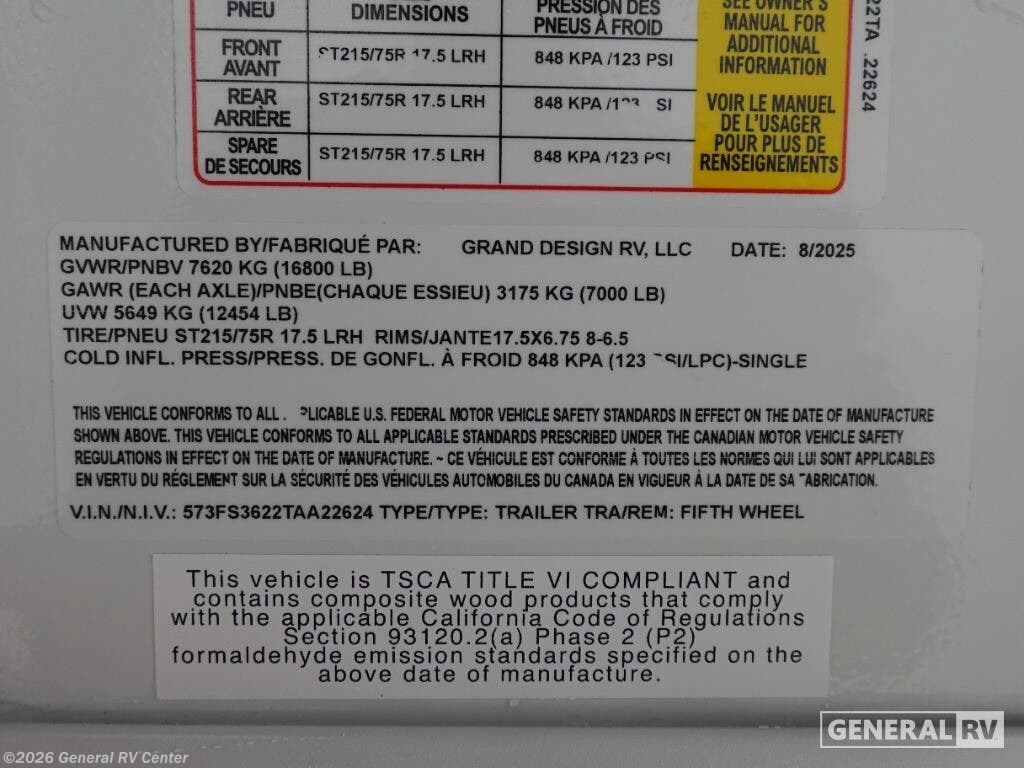 PNEU
DIMENSIONS
PRESSION DES
PNEUS À FROID
SEE OWNER'S
MANUAL FOR
ADDITIONAL
INFORMATION
FRONT
AVANT
ST215/75R 17.5 LRH
848 KPA /123 PSI
REAR
ARRIÈRE
ST215/75R 17.5 LRH
848 KPA
SPARE
DE SECOURS
ST215/75R 17.5 LRH
848 KPA /123 PSI
VOIR LE MANUEL
DE L'USAGER
POUR PLUS DE
RENSEIGNEMENTS
22TA .22624
MANUFACTURED BY/FABRIQUÉ PAR: GRAND DESIGN RV, LLC DATE: 8/2025
GVWR/PNBV 7620 KG (16800 LB)
GAWR (EACH AXLE)/PNBE(CHAQUE ESSIEU) 3175 KG (7000 LB)
UVW 5649 KG (12454 LB)
TIRE/PNEU ST215/75R 17.5 LRH RIMS/JANTE17.5X6.75 8-6.5
COLD INFL. PRESS/PRESS. DE GONFL. À FROID 848 KPA (123 PSI/LPC)-SINGLE
THIS VEHICLE CONFORMS TO ALL APPLICABLE U.S. FEDERAL MOTOR VEHICLE SAFETY STANDARDS IN EFFECT ON THE DATE OF MANUFACTURE
SHOWN ABOVE. THIS VEHICLE CONFORMS TO ALL APPLICABLE STANDARDS PRESCRIBED UNDER THE CANADIAN MOTOR VEHICLE SAFETY
REGULATIONS IN EFFECT ON THE DATE OF MANUFACTURE. ~ CE VÉHICULE EST CONFORME À TOUTES LES NORMES QUI LUI SONT APPLICABLES
EN VERTU DU RÉGLEMENT SUR LA SÉCURITÉ DES VÉHICULES AUTOMOBILES DU CANADA EN VIGUEUR À LA DATE DE SA FABRICATION.
V.I.N./N.I.V.: 573FS3622TAA22624 TYPE/TYPE: TRAILER TRA/REM: FIFTH WHEEL
This vehicle is TSCA TITLE VI COMPLIANT and
contains composite wood products that comply
with the applicable California Code of Regulations
Section 93120.2(a) Phase 2 (P2)
formaldehyde emission standards specified on the
above date of manufacture.
GENERAL RV
©2026 General RV Center